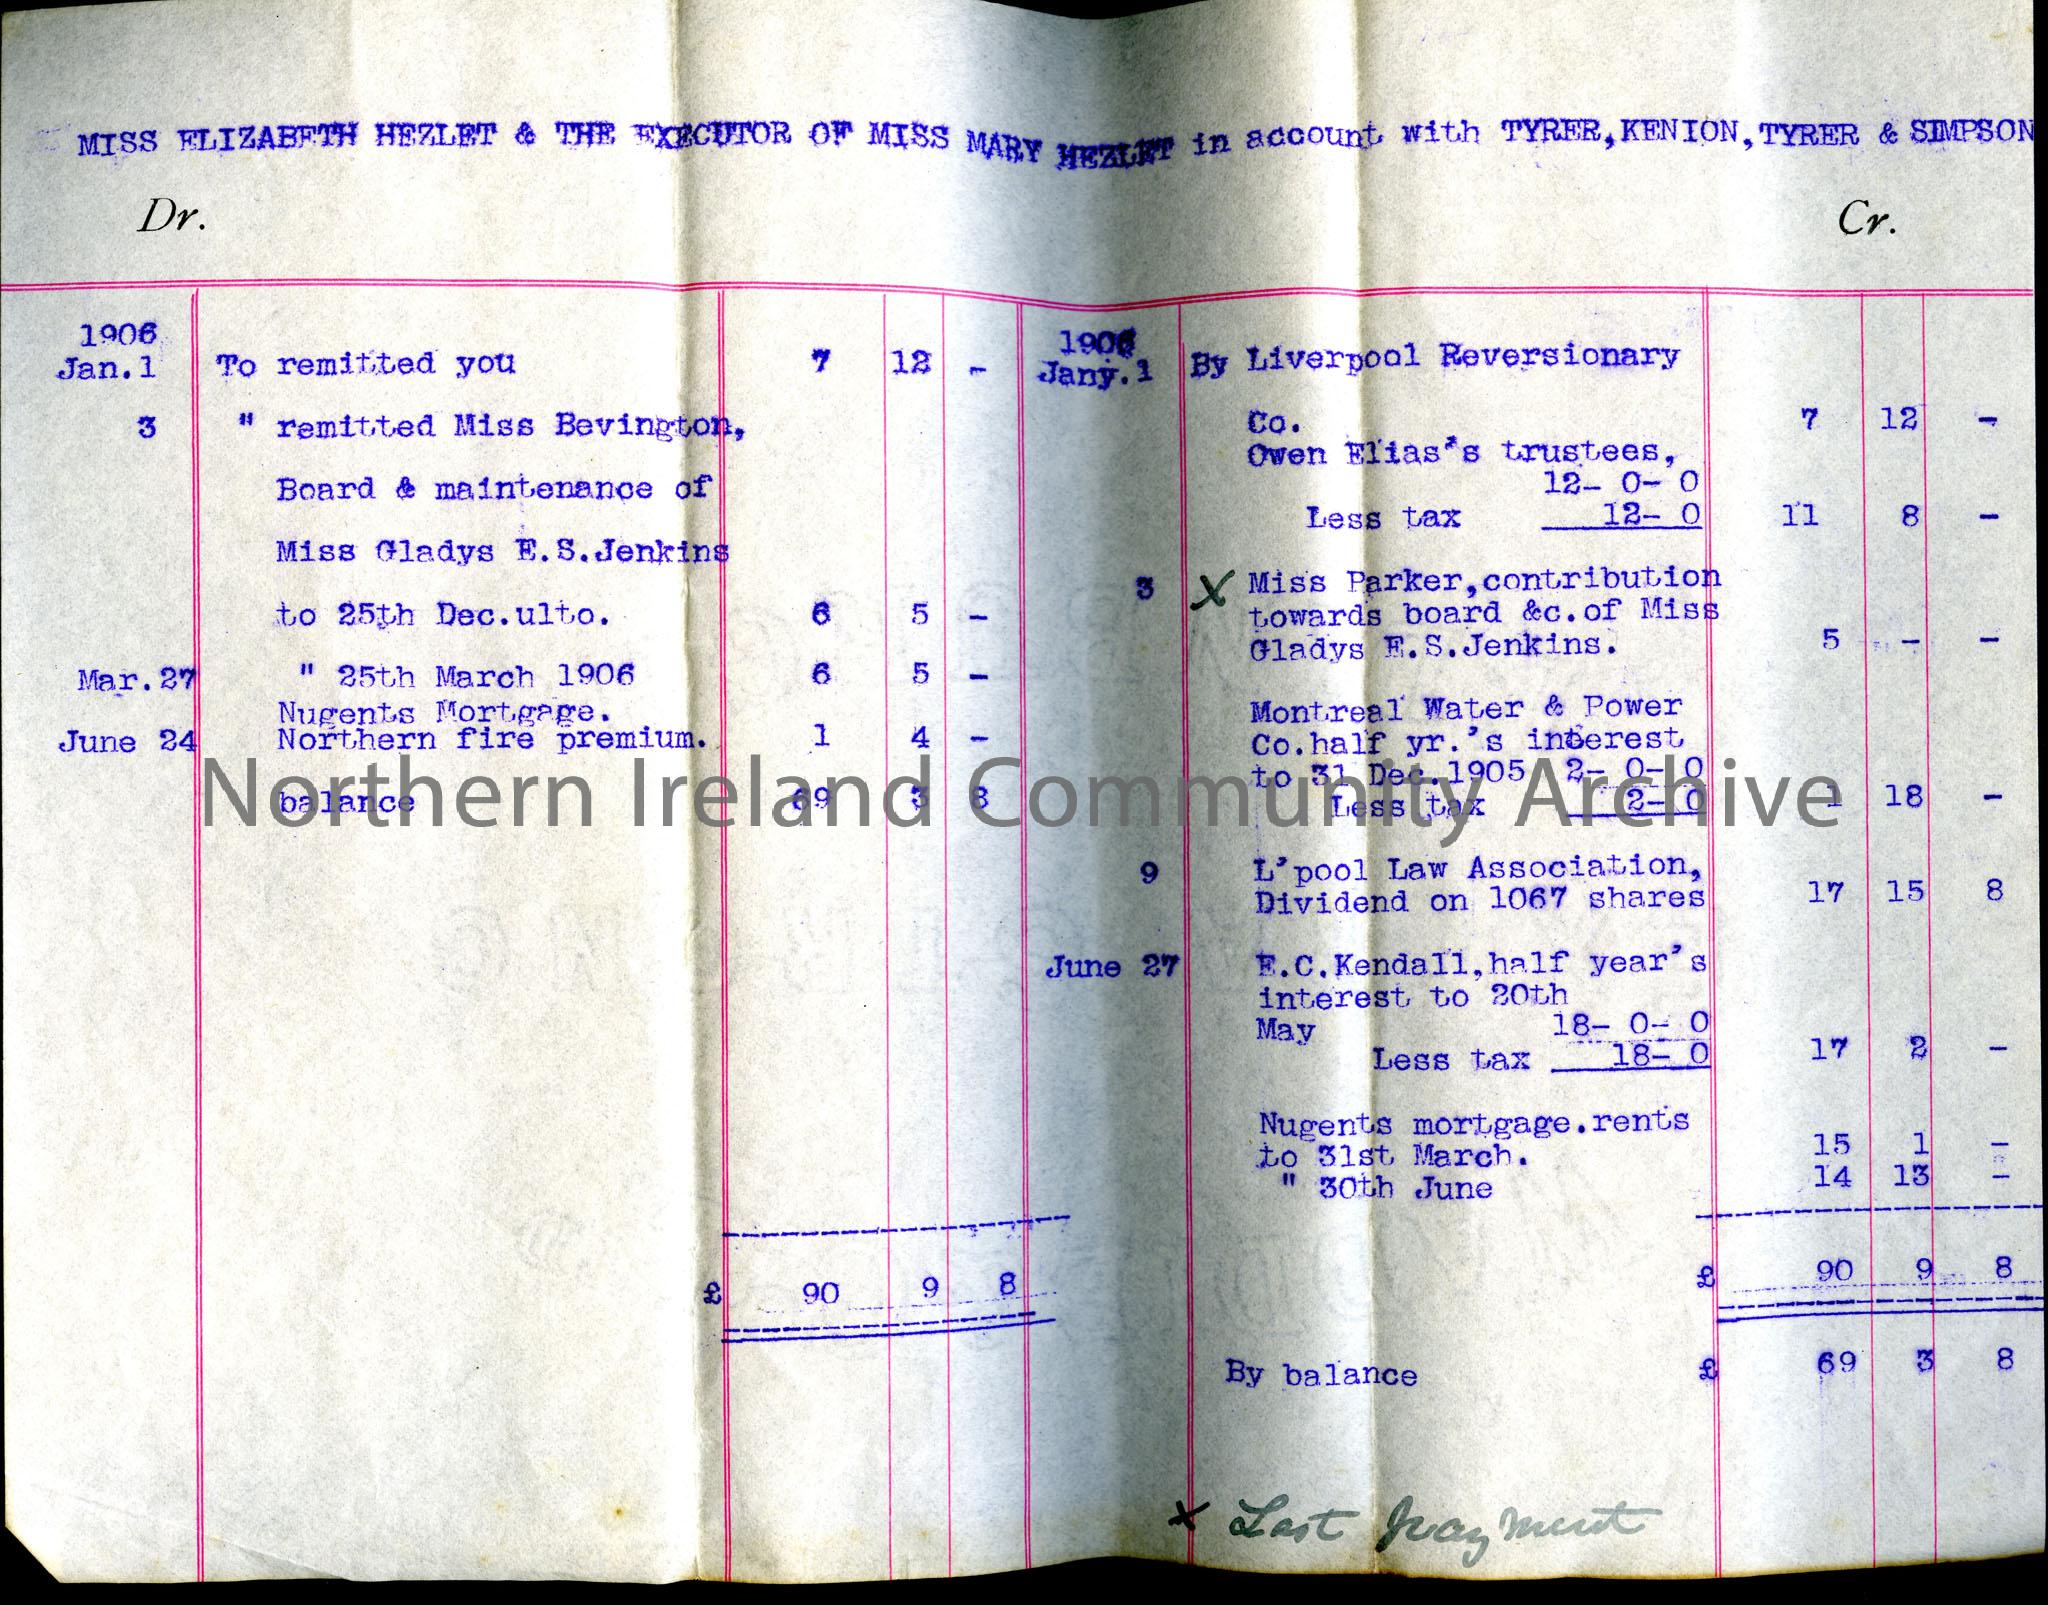 MISS ELIZABETH HEZLET & THE EXECUTOR OF MISS MARY HEZLET in account with TYRER,KENION,TYRER & SIMPSON
Dr.
Cr.
1906
Jan.1 To remitted you 7 12 -
3 " remitted Miss Bevington,
Board & maintenance of
Miss Gladys E.S.Jenkins
to 25th Dec.ulto. 6 5 -
Mar.27 " 25th March 1906 6 5 -
Nugents Mortgage.
June 24 Northern fire premium. 1 4 -
balance 69 3 8
£ 90 9 8
1906
Jany.1 By Liverpool Reversionary
Co. 7 12 -
Owen Elias's trustees,
12- 0- 0
Less tax 12- 0 11 8 -
3 X Miss Parker,contribution
towards board &c.of Miss
Gladys E.S.Jenkins. 5 - -
Montreal Water & Power
Co.half yr.'s interest
to 31 Dec.1905 2- 0-0
Less tax 2- 0 1 18 -
9 L'pool Law Association,
Dividend on 1067 shares 17 15 8
June 27 E.C.Kendall,half year's
interest to 20th
May 18- 0- 0
Less tax 18- 0 17 2 -
Nugents mortgage.rents
to 31st March. 15 1 -
" 30th June 14 13 -
£ 90 9 8
By balance £ 69 3 8
x Last payment
Northern Ireland Community Archive